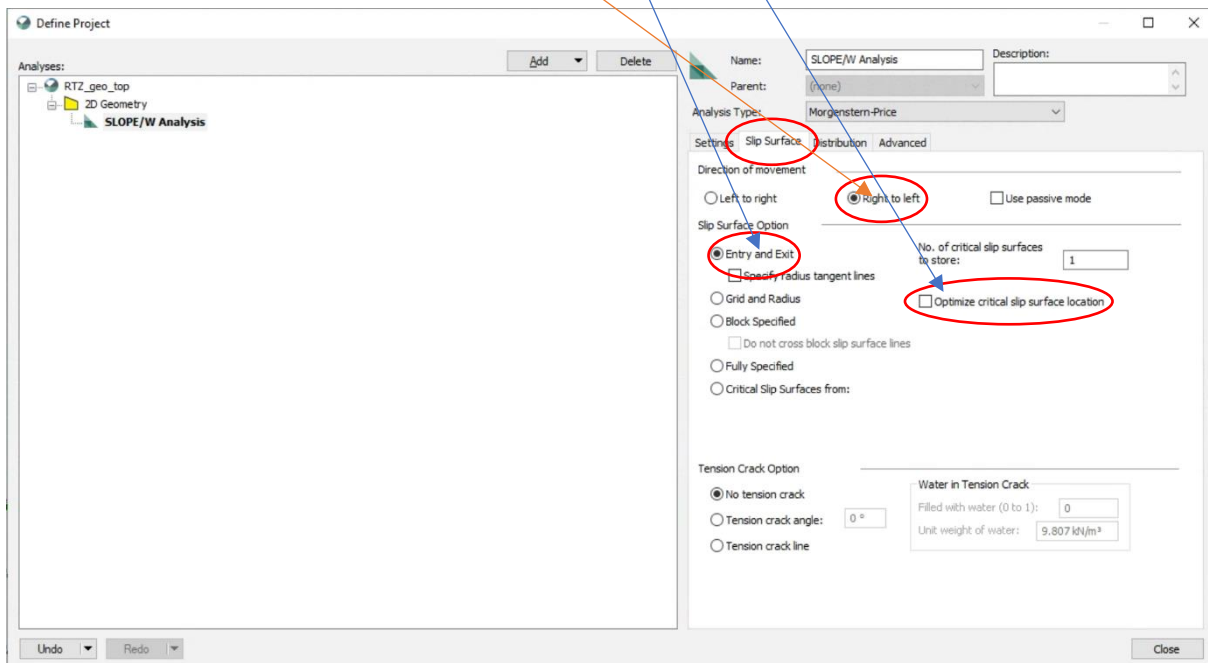 Define Project
Analyses:
Add
Delete
RTZ_geo_top
2D Geometry
SLOPE/W Analysis
Name:
SLOPE/W Analysis
Description:
Parent:
(none)
Analysis Type:
Morgenstern-Price
Settings
Slip Surface
Distribution
Advanced
Direction of movement
Left to right
Right to left
Use passive mode
Slip Surface Option
Entry and Exit
No. of critical slip surfaces
to store:
1
Specify radius tangent lines
Grid and Radius
Optimize critical slip surface location
Block Specified
Do not cross block slip surface lines
Fully Specified
Critical Slip Surfaces from:
Tension Crack Option
No tension crack
Water in Tension Crack
Filled with water (0 to 1):
0
Tension crack angle:
0 °
Unit weight of water:
9.807 kN/m³
Tension crack line
Undo
Redo
Close